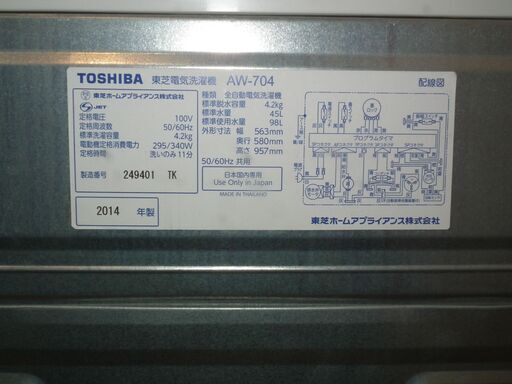 TOSHIBA 東芝電気洗濯機 AW-704 配線図
東芝ホームアプライアンス株式会社
JET
定格電圧 100V
定格周波数 50/60Hz
標準洗濯容量 4.2kg
電動機定格消費電力 295/340W
定格時間 洗いのみ 11分
製造番号 249401 TK
2014 年製
種類 全自動電気洗濯機
標準脱水容量 4.2kg
標準水量 45L
標準使用水量 98L
外形寸法 幅 563mm
奥行 580mm
高さ 957mm
50/60Hz 共用
日本国内専用
Use Only in Japan
MADE IN THAILAND
プログラムタイマ
東芝ホームアプライアンス株式会社